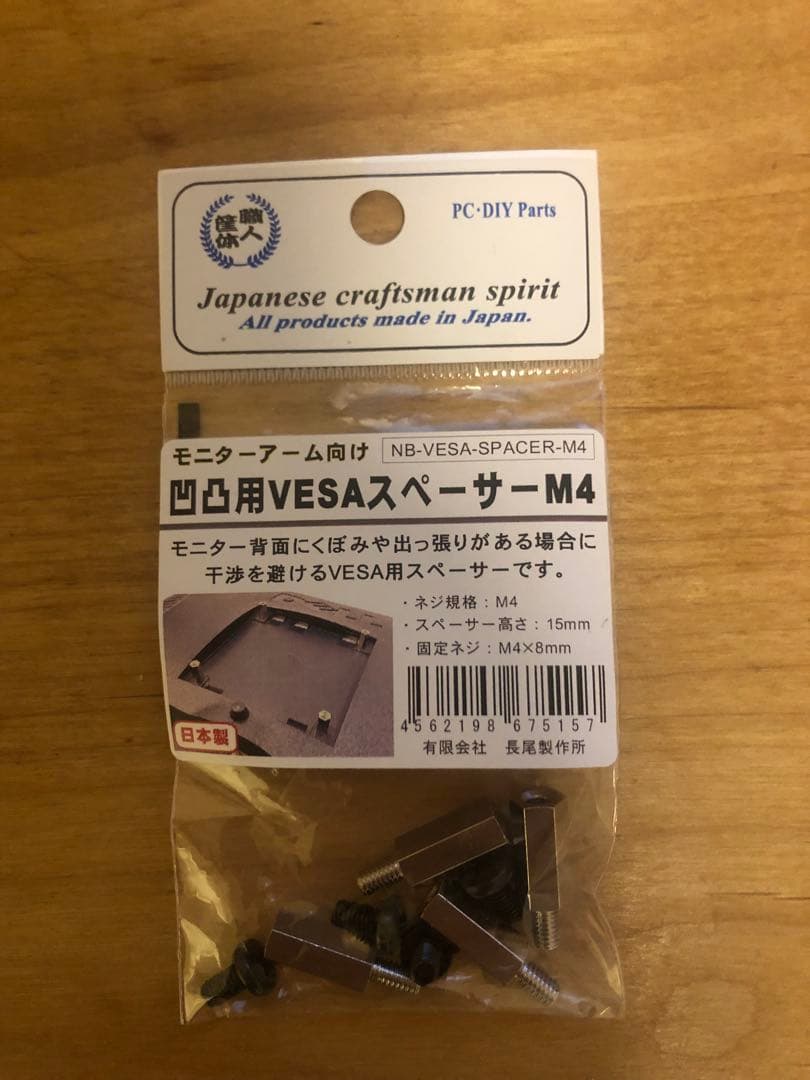 職人
筐体
PC・DIY Parts
Japanese craftsman spirit
All products made in Japan.
モニターアーム向け NB-VESA-SPACER-M4
凹凸用VESAスペーサーM4
モニター背面にくぼみや出っ張りがある場合に
干渉を避けるVESA用スペーサーです。
・ネジ規格：M4
・スペーサー高さ：15mm
・固定ネジ：M4×8mm
4562198 675157
日本製
有限会社 長尾製作所